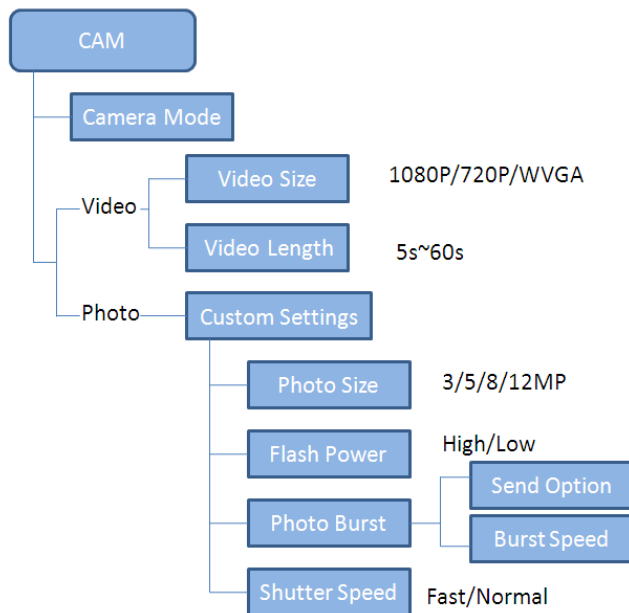 CAM
Camera Mode
Video
Video Size
1080P/720P/WVGA
Video Length
5s~60s
Photo
Custom Settings
Photo Size
3/5/8/12MP
Flash Power
High/Low
Photo Burst
Send Option
Burst Speed
Shutter Speed
Fast/Normal